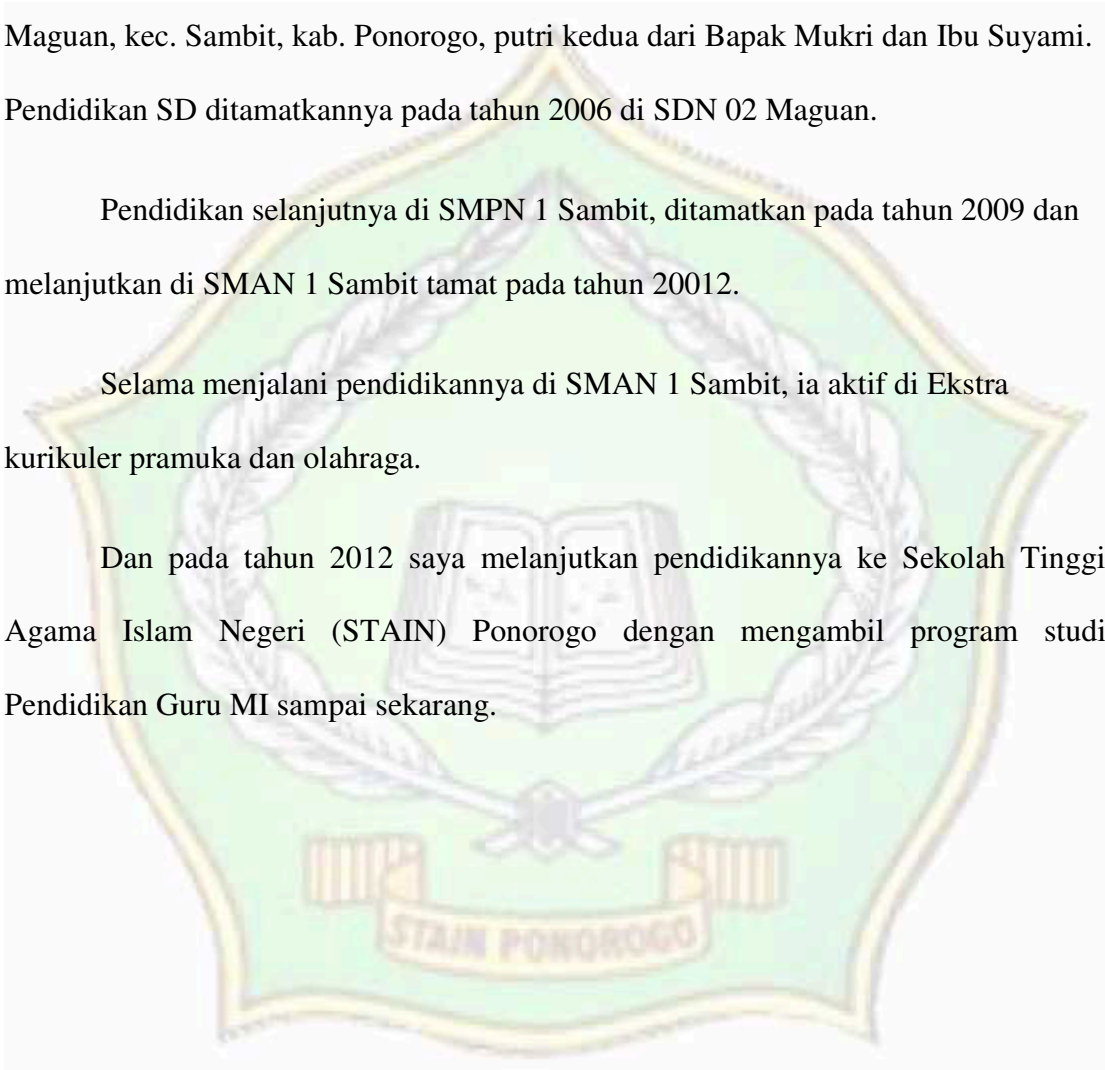 Maguan, kec. Sambit, kab. Ponorogo, putri kedua dari Bapak Mukri dan Ibu Suyami.
Pendidikan SD ditamatkannya pada tahun 2006 di SDN 02 Maguan.
Pendidikan selanjutnya di SMPN 1 Sambit, ditamatkan pada tahun 2009 dan
melanjutkan di SMAN 1 Sambit tamat pada tahun 20012.
Selama menjalani pendidikannya di SMAN 1 Sambit, ia aktif di Ekstra
kurikuler pramuka dan olahraga.
Dan pada tahun 2012 saya melanjutkan pendidikannya ke Sekolah Tinggi
Agama Islam Negeri (STAIN) Ponorogo dengan mengambil program studi
Pendidikan Guru MI sampai sekarang.
STAIN PONOROGO